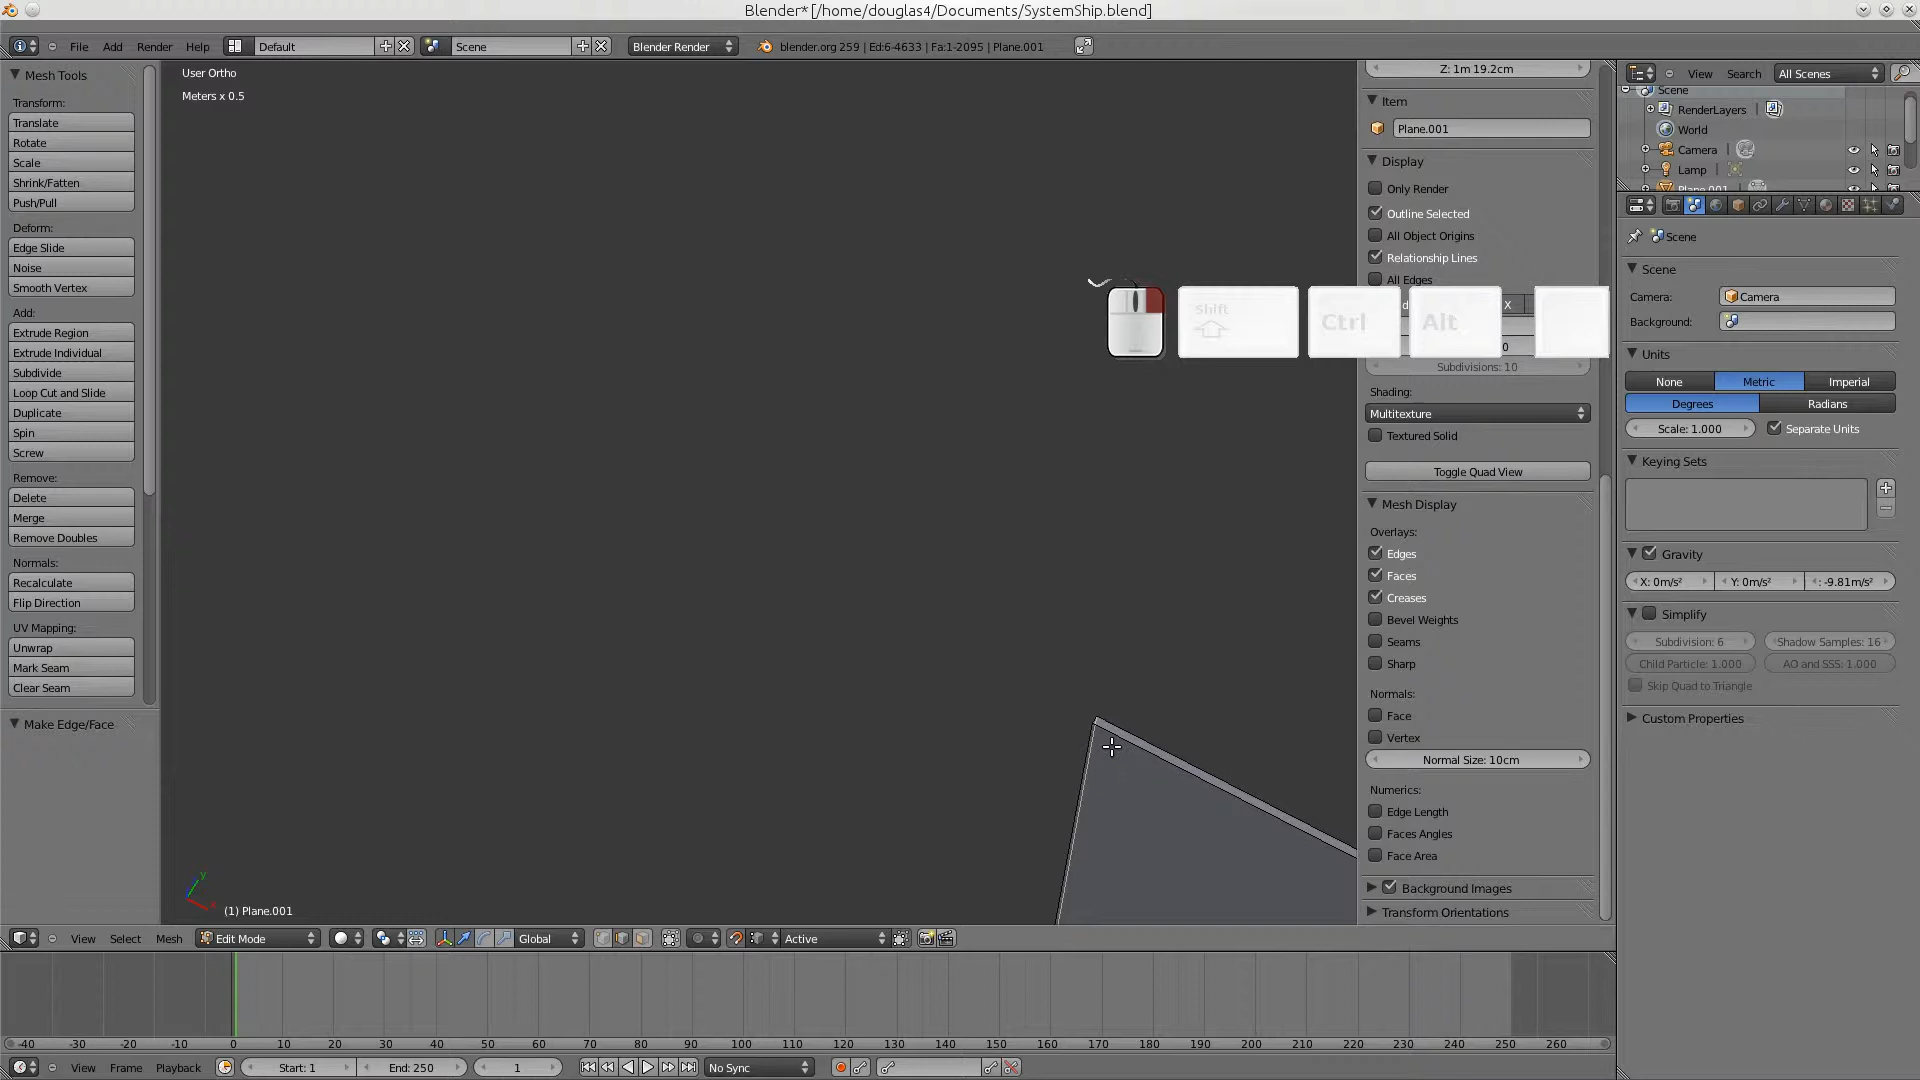 Blender* [/home/douglas4/Documents/SystemShip.blend]
File Add Render Help Default Scene Blender Render blender.org 259 | Ed:6-4633 | Fa:1-2095 | Plane.001
Mesh Tools
Transform:
Translate
Rotate
Scale
Shrink/Fatten
Push/Pull
Deform:
Edge Slide
Noise
Smooth Vertex
Add:
Extrude Region
Extrude Individual
Subdivide
Loop Cut and Slide
Duplicate
Spin
Screw
Remove:
Delete
Merge
Remove Doubles
Normals:
Recalculate
Flip Direction
UV Mapping:
Unwrap
Mark Seam
Clear Seam
Make Edge/Face
User Ortho
Meters x 0.5
Shift
Ctrl
Alt
y
x
(1) Plane.001
Z: 1m 19.2cm
Item
Plane.001
Display
Only Render
Outline Selected
All Object Origins
Relationship Lines
All Edges
d X
0
Subdivisions: 10
Shading:
Multitexture
Textured Solid
Toggle Quad View
Mesh Display
Overlays:
Edges
Faces
Creases
Bevel Weights
Seams
Sharp
Normals:
Face
Vertex
Normal Size: 10cm
Numerics:
Edge Length
Faces Angles
Face Area
Background Images
Transform Orientations
View Search All Scenes
Scene
RenderLayers
World
Camera
Lamp
Plane.001
Scene
Scene
Camera: Camera
Background:
Units
None Metric Imperial
Degrees Radians
Scale: 1.000 Separate Units
Keying Sets
Gravity
X: 0m/s² Y: 0m/s² : -9.81m/s²
Simplify
Subdivision: 6 Shadow Samples: 16
Child Particle: 1.000 AO and SSS: 1.000
Skip Quad to Triangle
Custom Properties
View Select Mesh Edit Mode Global Active
-40 -30 -20 -10 0 10 20 30 40 50 60 70 80 90 100 110 120 130 140 150 160 170 180 190 200 210 220 230 240 250 260
View Frame Playback Start: 1 End: 250 1 No Sync